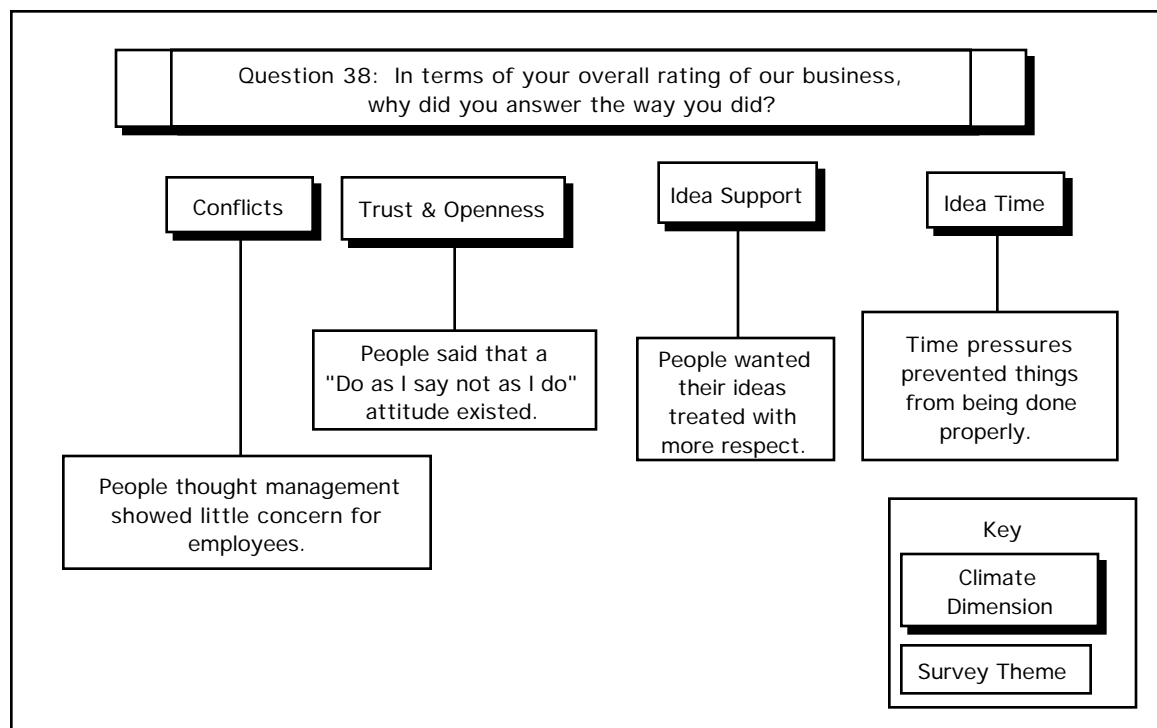 Question 38:  In terms of your overall rating of our business,
why did you answer the way you did?
Conflicts
Trust & Openness
Idea Support
Idea Time
People said that a
"Do as I say not as I do"
attitude existed.
People wanted
their ideas
treated with
more respect.
Time pressures
prevented things
from being done
properly.
People thought management
showed little concern for
employees.
Key
Climate
Dimension
Survey Theme